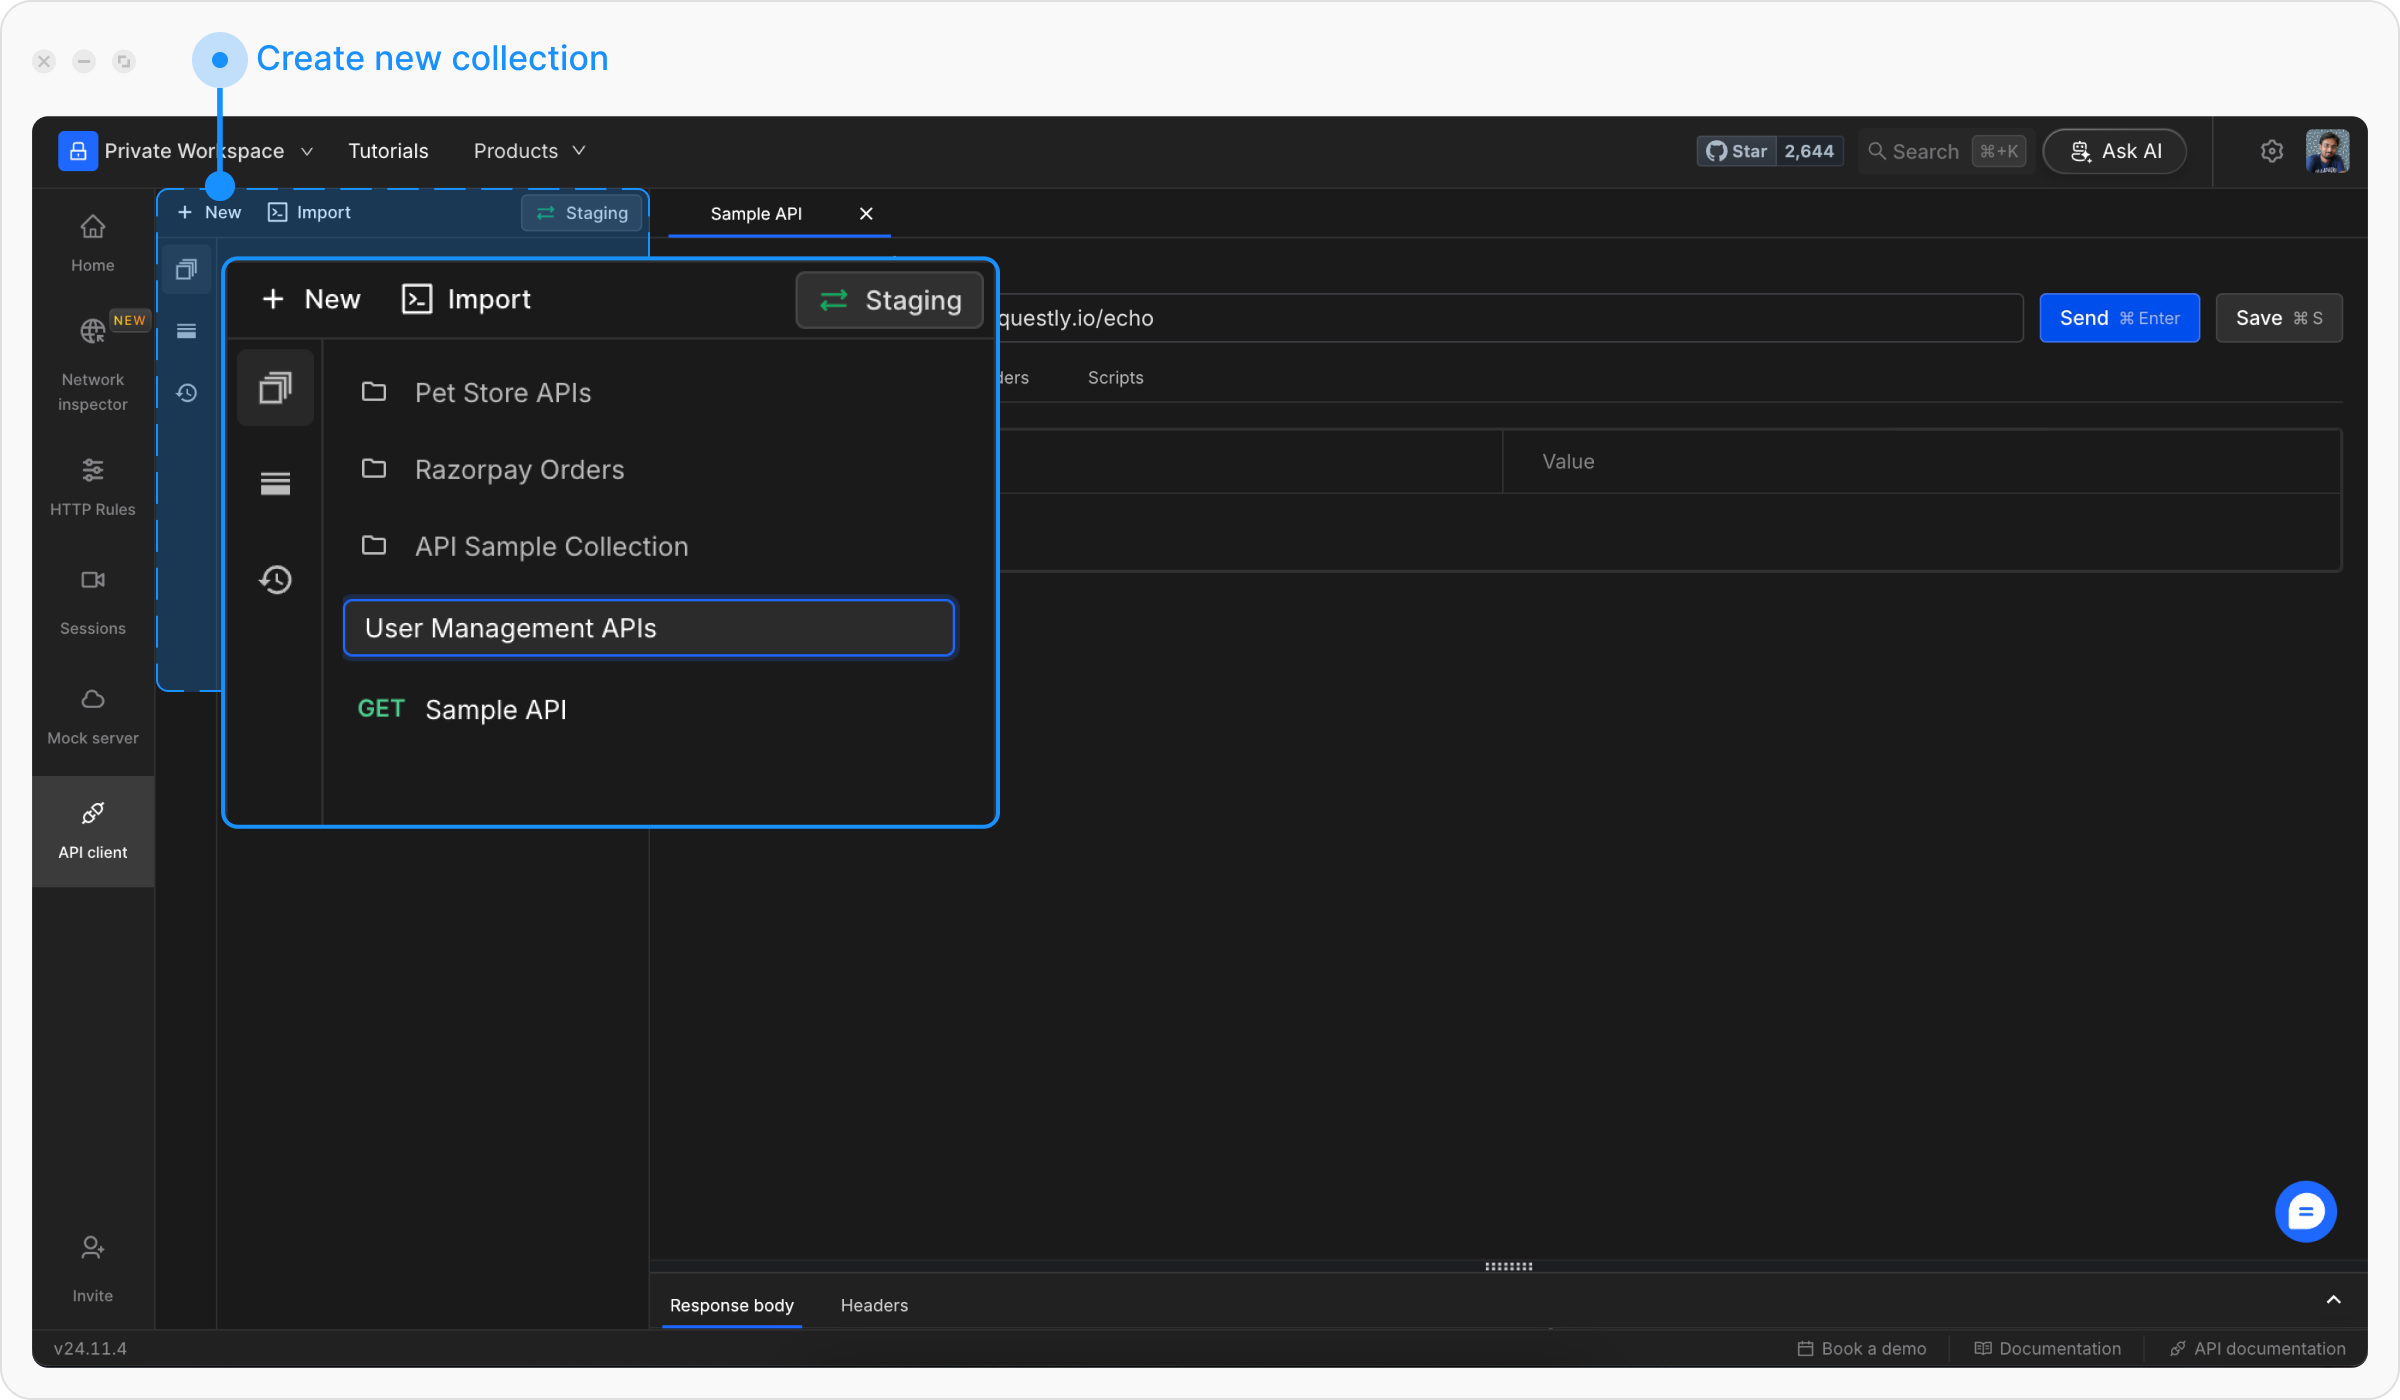 Create new collection
Private Workspace
Tutorials
Products
Star 2,644
Search ⌘+K
Ask AI
Home
NEW
Network
inspector
HTTP Rules
Sessions
Mock server
API client
Invite
+ New
Import
Staging
Sample API
+ New
Import
Staging
Pet Store APIs
Razorpay Orders
API Sample Collection
User Management APIs
GET Sample API
questly.io/echo
Send ⌘ Enter
Save ⌘ S
ders
Scripts
Value
Response body
Headers
v24.11.4
Book a demo
Documentation
API documentation